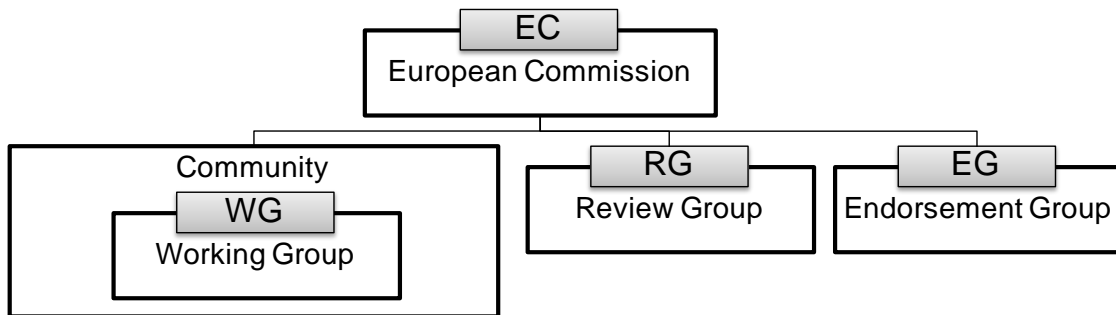 EC
European Commission
Community
WG
Working Group
RG
Review Group
EG
Endorsement Group